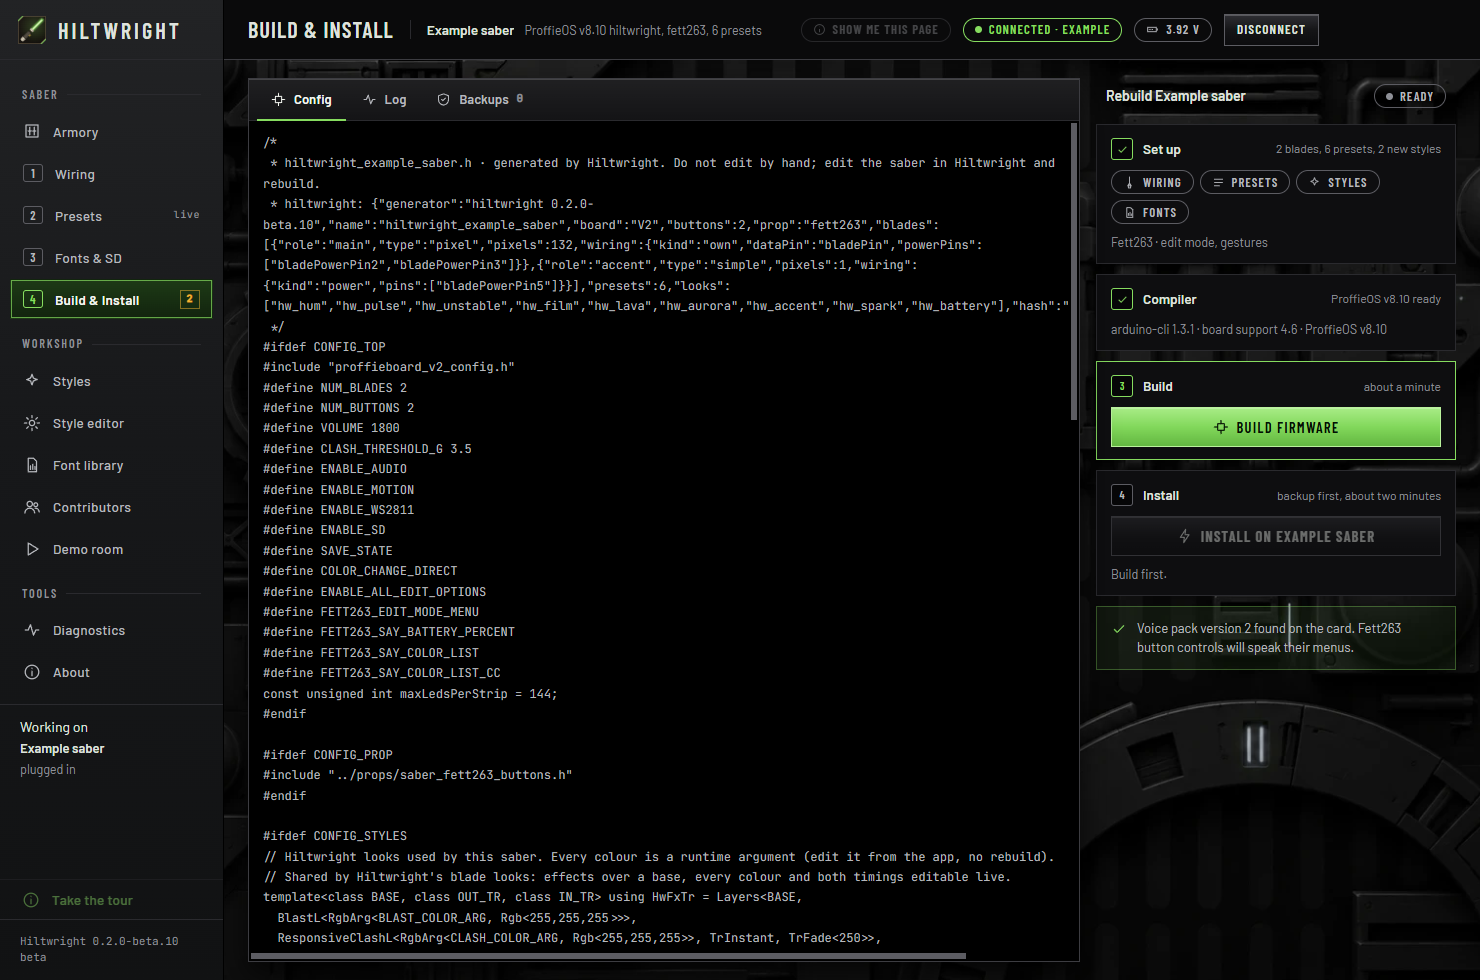 HILTWRIGHT
SABER
Armory
1 Wiring
2 Presets live
3 Fonts & SD
4 Build & Install 2
WORKSHOP
Styles
Style editor
Font library
Contributors
Demo room
TOOLS
Diagnostics
About
Working on
Example saber
plugged in
Take the tour
Hiltwright 0.2.0-beta.10
beta
BUILD & INSTALL
Example saber ProffieOS v8.10 hiltwright, fett263, 6 presets
SHOW ME THIS PAGE
CONNECTED · EXAMPLE
3.92 V
DISCONNECT
Config
Log
Backups 0
/*
* hiltwright_example_saber.h · generated by Hiltwright. Do not edit by hand; edit the saber in Hiltwright and
rebuild.
* hiltwright: {"generator":"hiltwright 0.2.0-
beta.10","name":"hiltwright_example_saber","board":"V2","buttons":2,"prop":"fett263","blades":
[{"role":"main","type":"pixel","pixels":132,"wiring":{"kind":"own","dataPin":"bladePin","powerPins":
["bladePowerPin2","bladePowerPin3"]}},{"role":"accent","type":"simple","pixels":1,"wiring":
{"kind":"power","pins":["bladePowerPin5"]}}],"presets":6,"looks":
["hw_hum","hw_pulse","hw_unstable","hw_film","hw_lava","hw_aurora","hw_accent","hw_spark","hw_battery"],"hash":"
*/
#ifdef CONFIG_TOP
#include "proffieboard_v2_config.h"
#define NUM_BLADES 2
#define NUM_BUTTONS 2
#define VOLUME 1800
#define CLASH_THRESHOLD_G 3.5
#define ENABLE_AUDIO
#define ENABLE_MOTION
#define ENABLE_WS2811
#define ENABLE_SD
#define SAVE_STATE
#define COLOR_CHANGE_DIRECT
#define ENABLE_ALL_EDIT_OPTIONS
#define FETT263_EDIT_MODE_MENU
#define FETT263_SAY_BATTERY_PERCENT
#define FETT263_SAY_COLOR_LIST
#define FETT263_SAY_COLOR_LIST_CC
const unsigned int maxLedsPerStrip = 144;
#endif
#ifdef CONFIG_PROP
#include "../props/saber_fett263_buttons.h"
#endif
#ifdef CONFIG_STYLES
// Hiltwright looks used by this saber. Every colour is a runtime argument (edit it from the app, no rebuild).
// Shared by Hiltwright's blade looks: effects over a base, every colour and both timings editable live.
template<class BASE, class OUT_TR, class IN_TR> using HwFxTr = Layers<BASE,
BlastL<RgbArg<BLAST_COLOR_ARG, Rgb<255,255,255>>>,
ResponsiveClashL<RgbArg<CLASH_COLOR_ARG, Rgb<255,255,255>>, TrInstant, TrFade<250>>,
Rebuild Example saber READY
Set up 2 blades, 6 presets, 2 new styles
WIRING
PRESETS
STYLES
FONTS
Fett263 · edit mode, gestures
Compiler ProffieOS v8.10 ready
arduino-cli 1.3.1 · board support 4.6 · ProffieOS v8.10
3 Build about a minute
BUILD FIRMWARE
4 Install backup first, about two minutes
INSTALL ON EXAMPLE SABER
Build first.
Voice pack version 2 found on the card. Fett263
button controls will speak their menus.